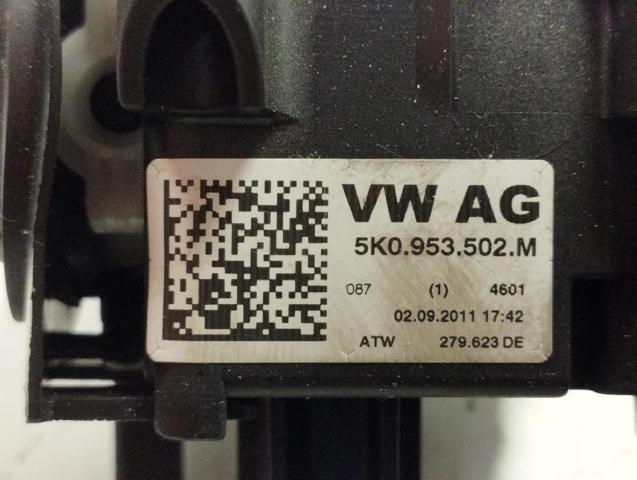 VW AG
5K0.953.502.M
087 (1) 4601
02.09.2011 17:42
ATW 279.623 DE